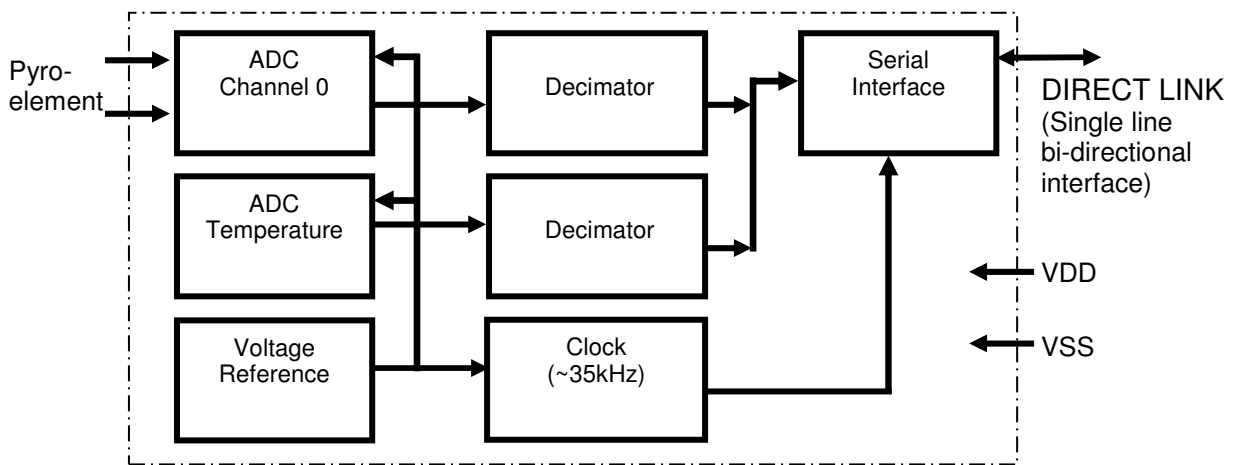 Pyro-
element
ADC
Channel 0
Decimator
Serial
Interface
DIRECT LINK
(Single line
bi-directional
interface)
ADC
Temperature
Decimator
VDD
Voltage
Reference
Clock
(~35kHz)
VSS